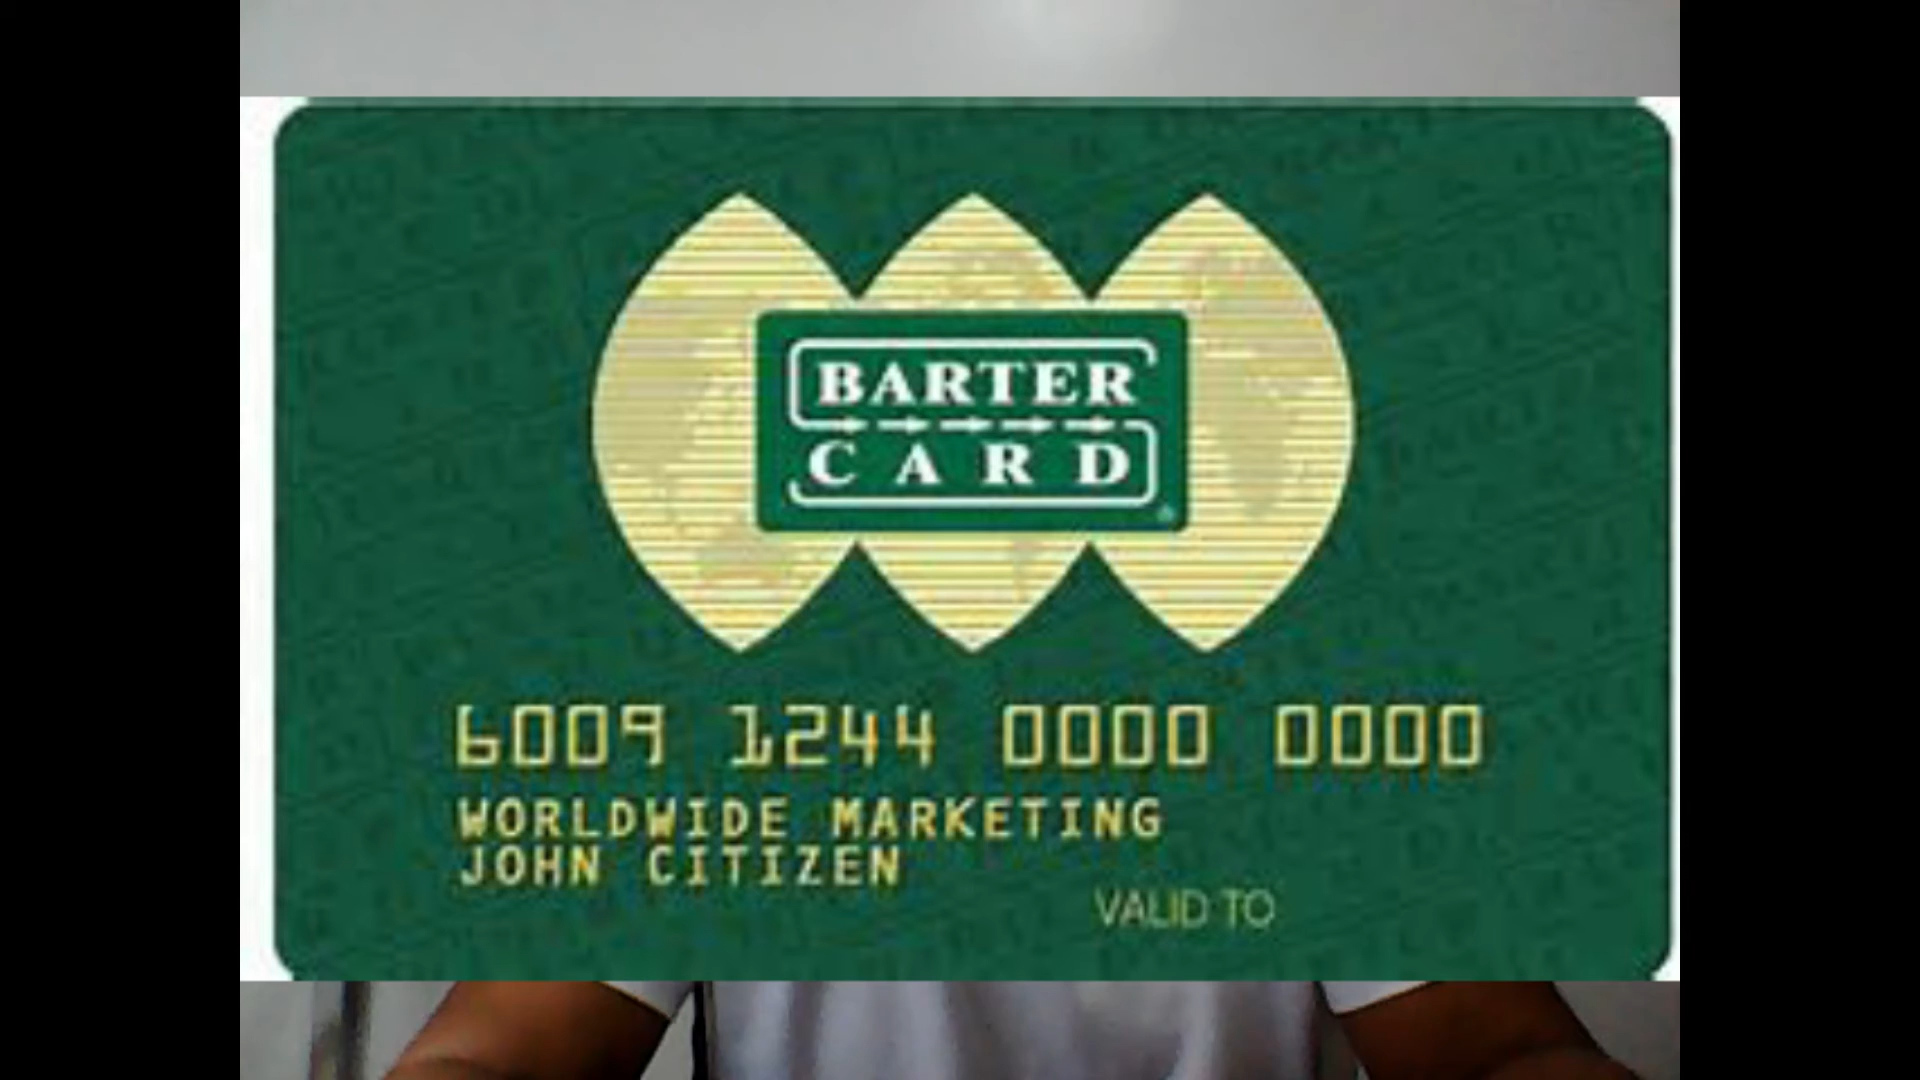 BARTER
CARD
®
6009 1244 0000 0000
WORLDWIDE MARKETING
JOHN CITIZEN
VALID TO